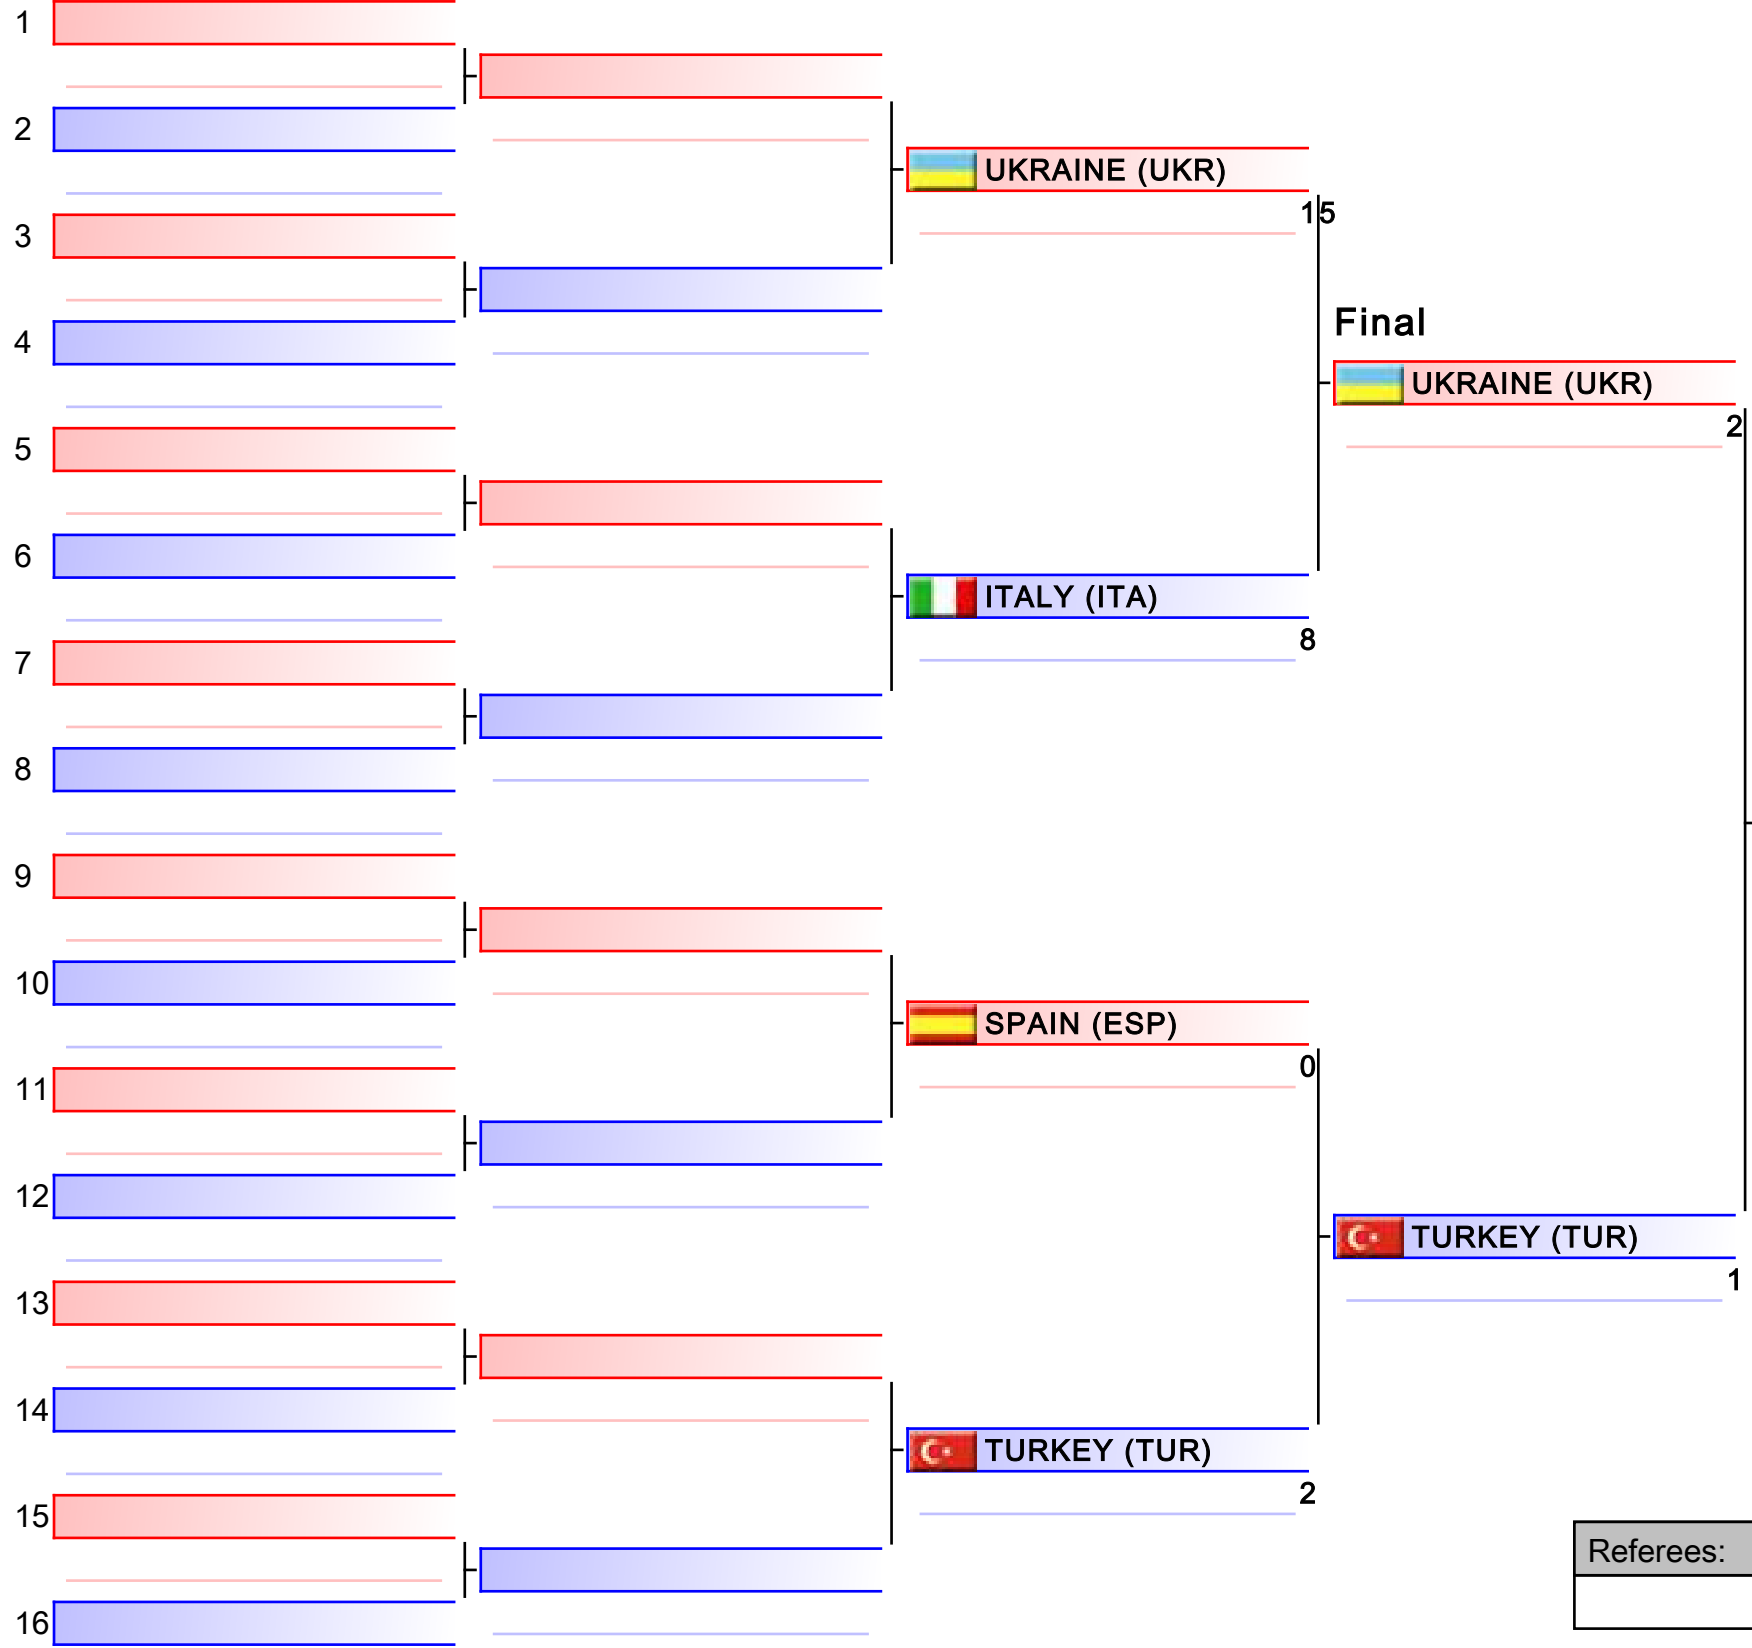 1
2
UKRAINE (UKR)
15
3
Final
4
UKRAINE (UKR)
2
5
6
ITALY (ITA)
8
7
8
9
10
SPAIN (ESP)
0
11
12
TURKEY (TUR)
1
13
14
TURKEY (TUR)
2
15
Referees:
16